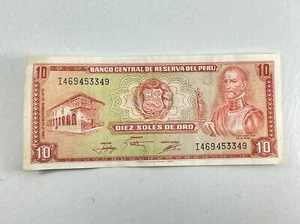 BANCO CENTRAL DE RESERVA DEL PERU
10
10
I469453349
DIEZ SOLES DE ORO
I469453349
10
10